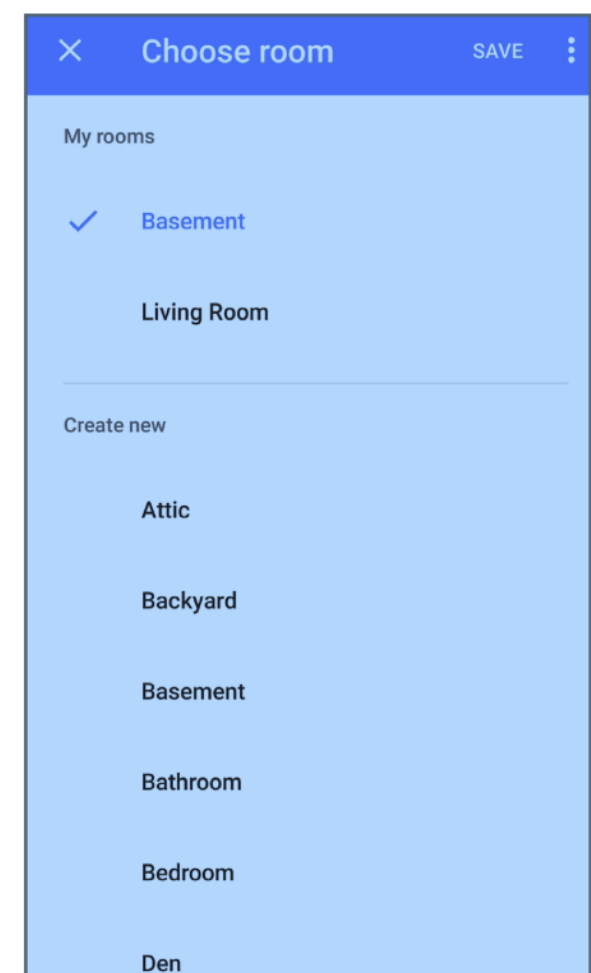 Choose room SAVE
My rooms
Basement
Living Room
Create new
Attic
Backyard
Basement
Bathroom
Bedroom
Den